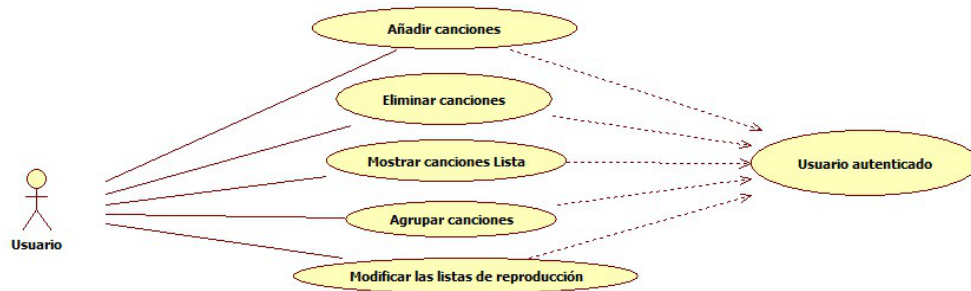 Añadir canciones
Eliminar canciones
Mostrar canciones Lista
Usuario autenticado
Agrupar canciones
Usuario
Modificar las listas de reproducción